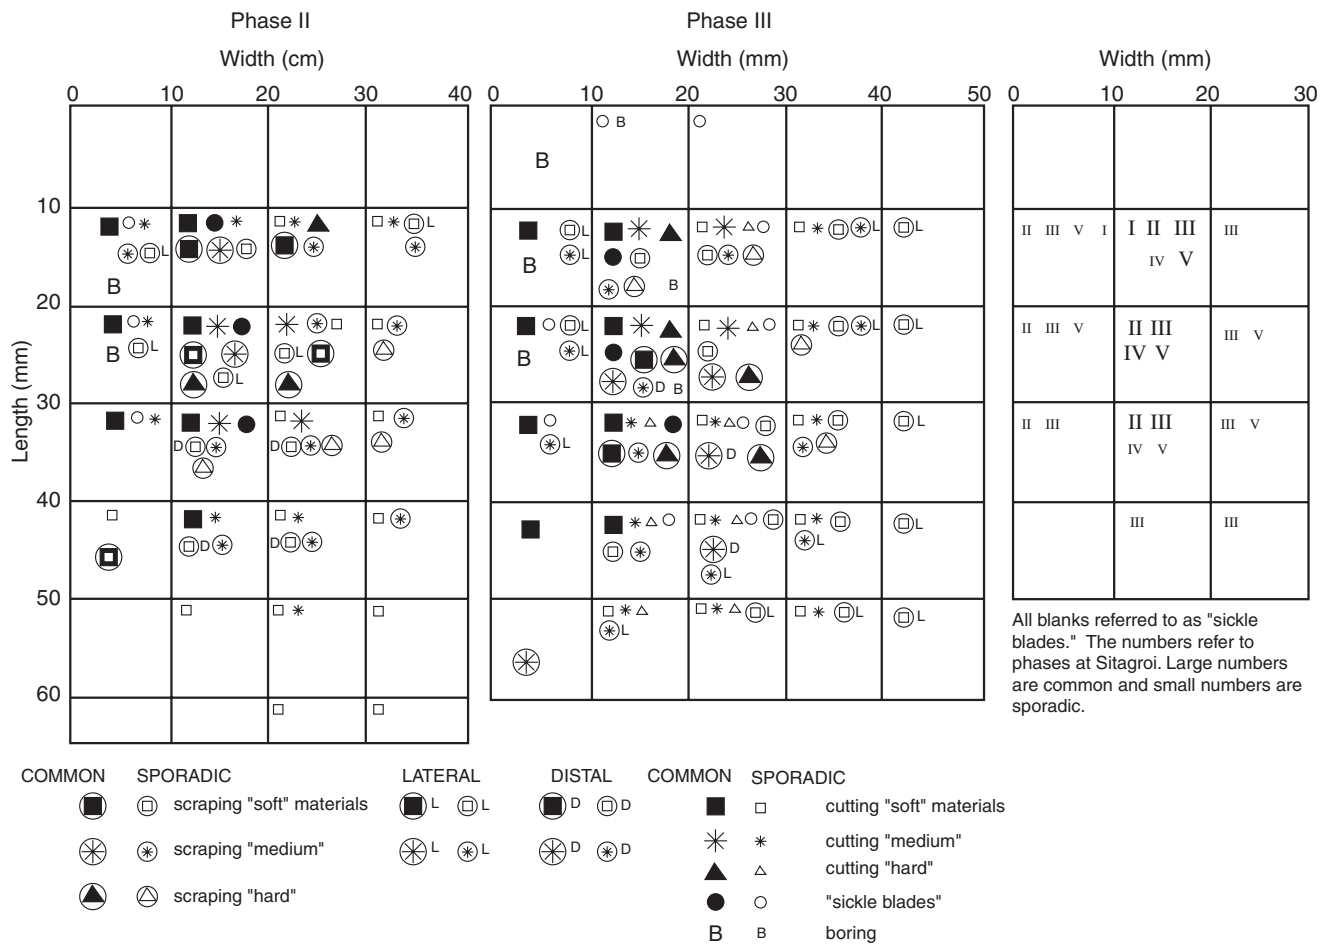 Phase II
Phase III
Width (cm)
Width (mm)
Width (mm)
0 10 20 30 40
0 10 20 30 40 50
0 10 20 30
B
B
B
10
L
L
L
L
L
L
II III V I
I II III
III
B
B
B
IV V
20
L
L
L
II III V
II III
III V
B
L
L
B
L
IV V
L
D
B
30
L
II III
II III
III V
D
D
L
D
IV V
40
L
III
III
D
D
D
L
L
50
L
L
L
L
60
Length (mm)
All blanks referred to as "sickle
blades." The numbers refer to
phases at Sitagroi. Large numbers
are common and small numbers are
sporadic.
COMMON SPORADIC LATERAL DISTAL COMMON SPORADIC
scraping "soft" materials L L D D cutting "soft" materials
scraping "medium" L L D D cutting "medium"
cutting "hard"
scraping "hard"
"sickle blades"
B B boring